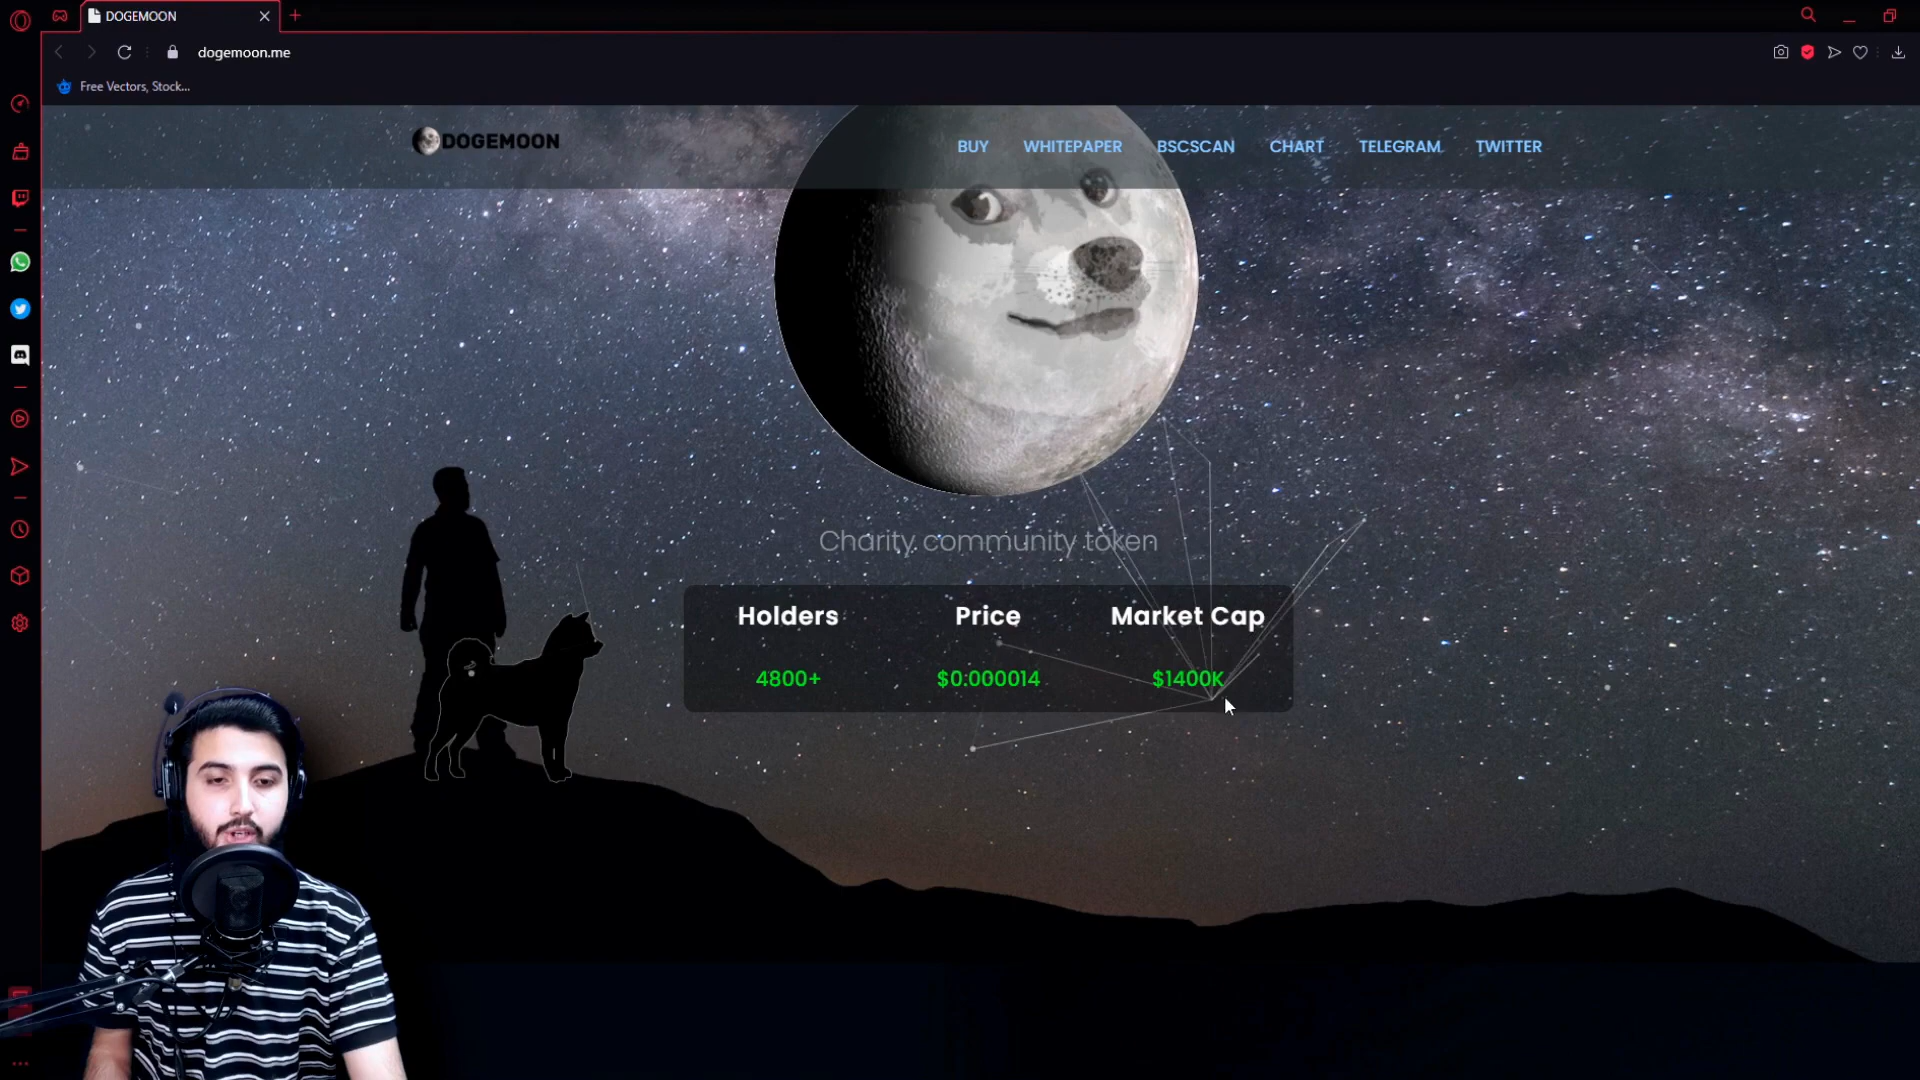 DOGEMOON
dogemoon.me
Free Vectors, Stock...
DOGEMOON
BUY
WHITEPAPER
BSCSCAN
CHART
TELEGRAM
TWITTER
Charity community token
Holders
Price
Market Cap
4800+
$0.000014
$1400K